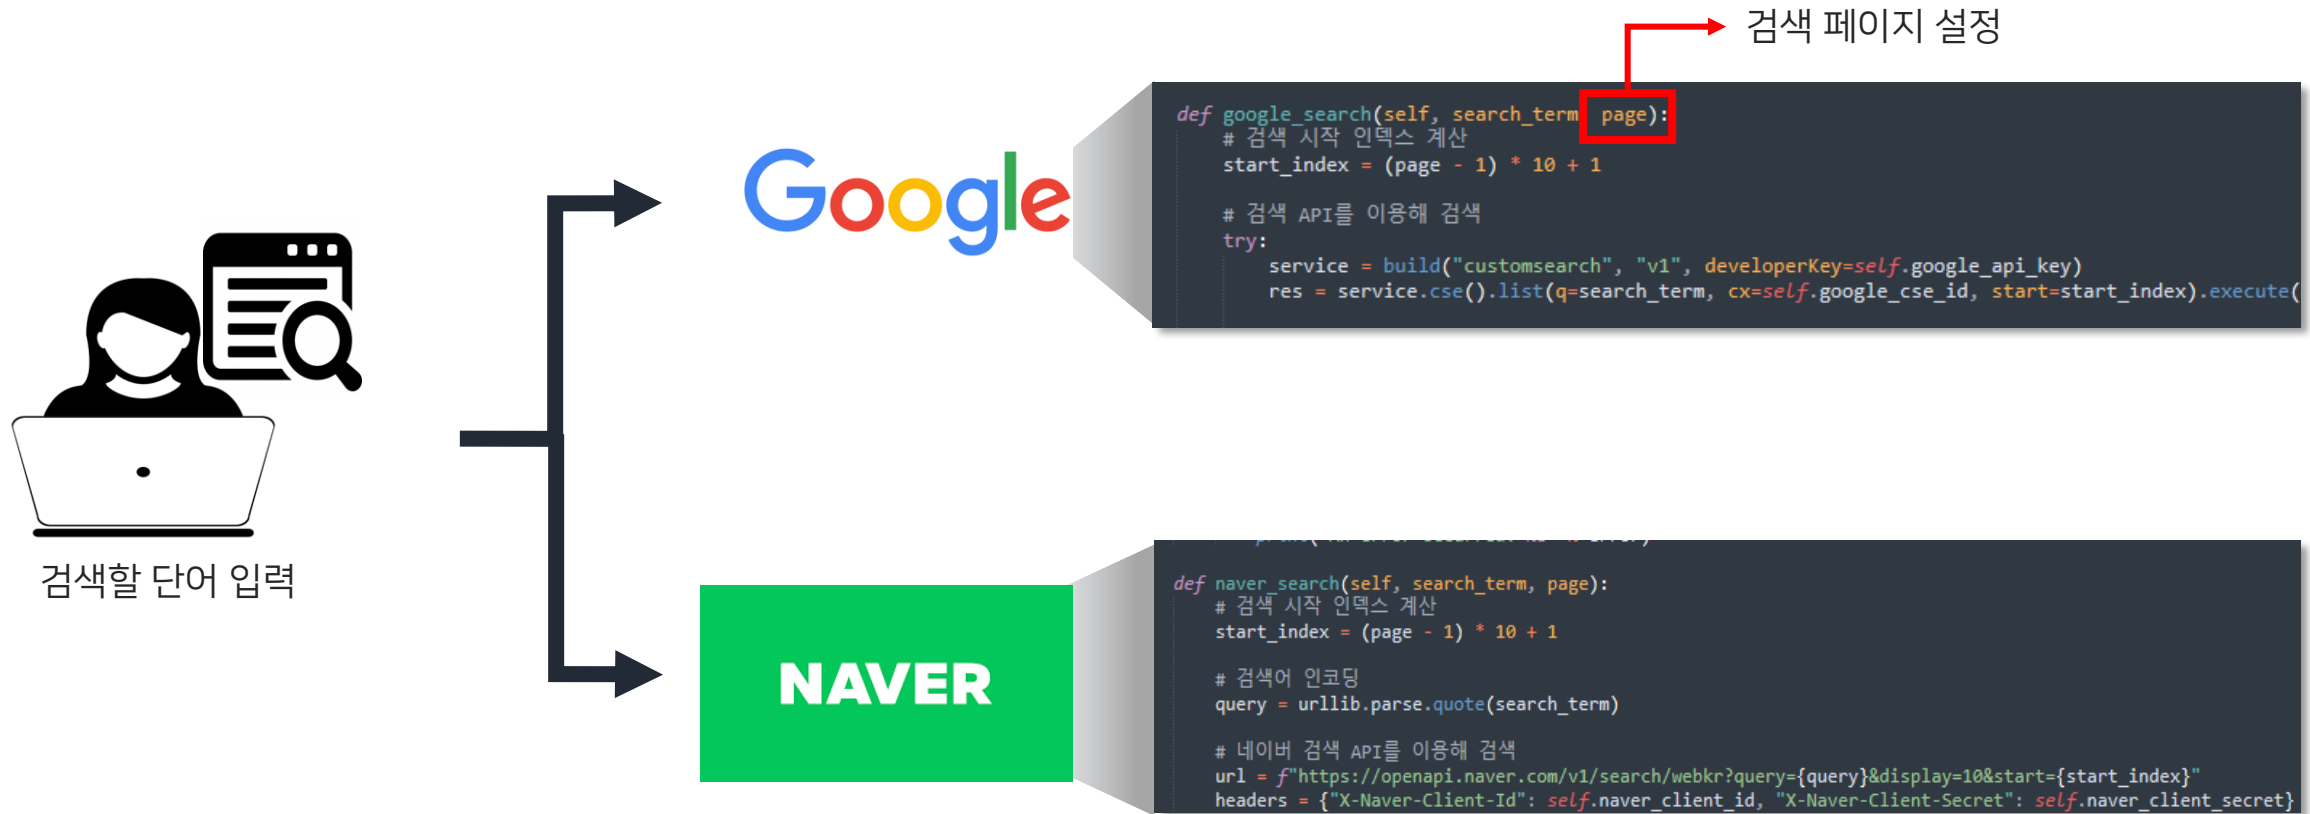 검색 페이지 설정
def google_search(self, search_term page):
# 검색 시작 인덱스 계산
start_index = (page - 1) * 10 + 1
# 검색 API를 이용해 검색
try:
service = build("customsearch", "v1", developerKey=self.google_api_key)
res = service.cse().list(q=search_term, cx=self.google_cse_id, start=start_index).execute(
Google
검색할 단어 입력
NAVER
def naver_search(self, search_term, page):
# 검색 시작 인덱스 계산
start_index = (page - 1) * 10 + 1
# 검색어 인코딩
query = urllib.parse.quote(search_term)
# 네이버 검색 API를 이용해 검색
url = f"https://openapi.naver.com/v1/search/webkr?query={query}&display=10&start={start_index}"
headers = {"X-Naver-Client-Id": self.naver_client_id, "X-Naver-Client-Secret": self.naver_client_secret}